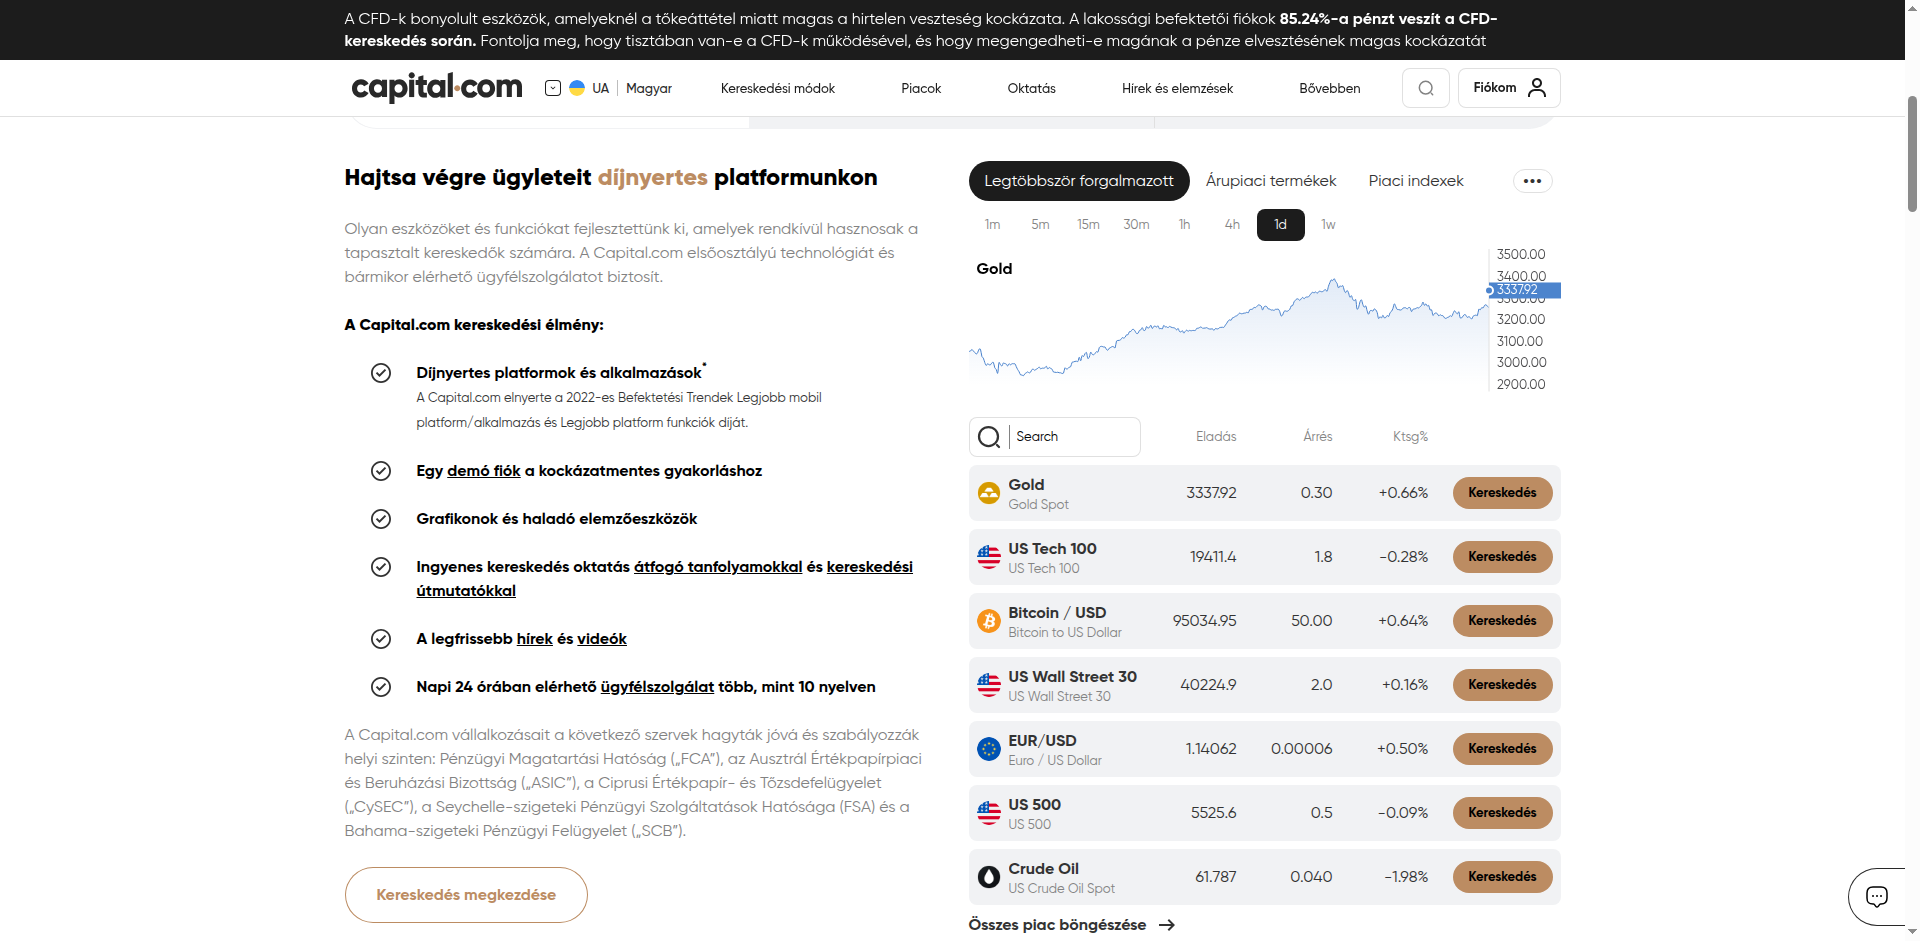 A CFD-k bonyolult eszközök, amelyeknél a tőkeáttétel miatt magas a hirtelen veszteség kockázata. A lakossági befektetői fiókok 85.24%-a pénzt veszít a CFD-
kereskedés során. Fontolja meg, hogy tisztában van-e a CFD-k működésével, és hogy megengedheti-e magának a pénze elvesztésének magas kockázatát
capital.com
UA | Magyar
Kereskedési módok
Piacok
Oktatás
Hírek és elemzések
Bővebben
Fiókom
Hajtsa végre ügyleteit díjnyertes platformunkon
Olyan eszközöket és funkciókat fejlesztettünk ki, amelyek rendkívül hasznosak a
tapasztalt kereskedők számára. A Capital.com elsőosztályú technológiát és
bármikor elérhető ügyfélszolgálatot biztosít.
A Capital.com kereskedési élmény:
Díjnyertes platformok és alkalmazások*
A Capital.com elnyerte a 2022-es Befektetési Trendek Legjobb mobil
platform/alkalmazás és Legjobb platform funkciók díját.
Egy demó fiók a kockázatmentes gyakorláshoz
Grafikonok és haladó elemzőeszközök
Ingyenes kereskedés oktatás átfogó tanfolyamokkal és kereskedési
útmutatókkal
A legfrissebb hírek és videók
Napi 24 órában elérhető ügyfélszolgálat több, mint 10 nyelven
A Capital.com vállalkozásait a következő szervek hagyták jóvá és szabályozzák
helyi szinten: Pénzügyi Magatartási Hatóság („FCA”), az Ausztrál Értékpapírpiaci
és Beruházási Bizottság („ASIC”), a Ciprusi Értékpapír- és Tőzsdefelügyelet
(„CySEC”), a Seychelle-szigeteki Pénzügyi Szolgáltatások Hatósága (FSA) és a
Bahama-szigeteki Pénzügyi Felügyelet („SCB”).
Kereskedés megkezdése
Legtöbbször forgalmazott
Árupiaci termékek
Piaci indexek
1m 5m 15m 30m 1h 4h 1d 1w
Gold
3500.00
3400.00
3337.92
3300.00
3200.00
3100.00
3000.00
2900.00
Search
Eladás Árrés Ktsg%
Gold
Gold Spot
3337.92 0.30 +0.66% Kereskedés
US Tech 100
US Tech 100
19411.4 1.8 -0.28% Kereskedés
Bitcoin / USD
Bitcoin to US Dollar
95034.95 50.00 +0.64% Kereskedés
US Wall Street 30
US Wall Street 30
40224.9 2.0 +0.16% Kereskedés
EUR/USD
Euro / US Dollar
1.14062 0.00006 +0.50% Kereskedés
US 500
US 500
5525.6 0.5 -0.09% Kereskedés
Crude Oil
US Crude Oil Spot
61.787 0.040 -1.98% Kereskedés
Összes piac böngészése